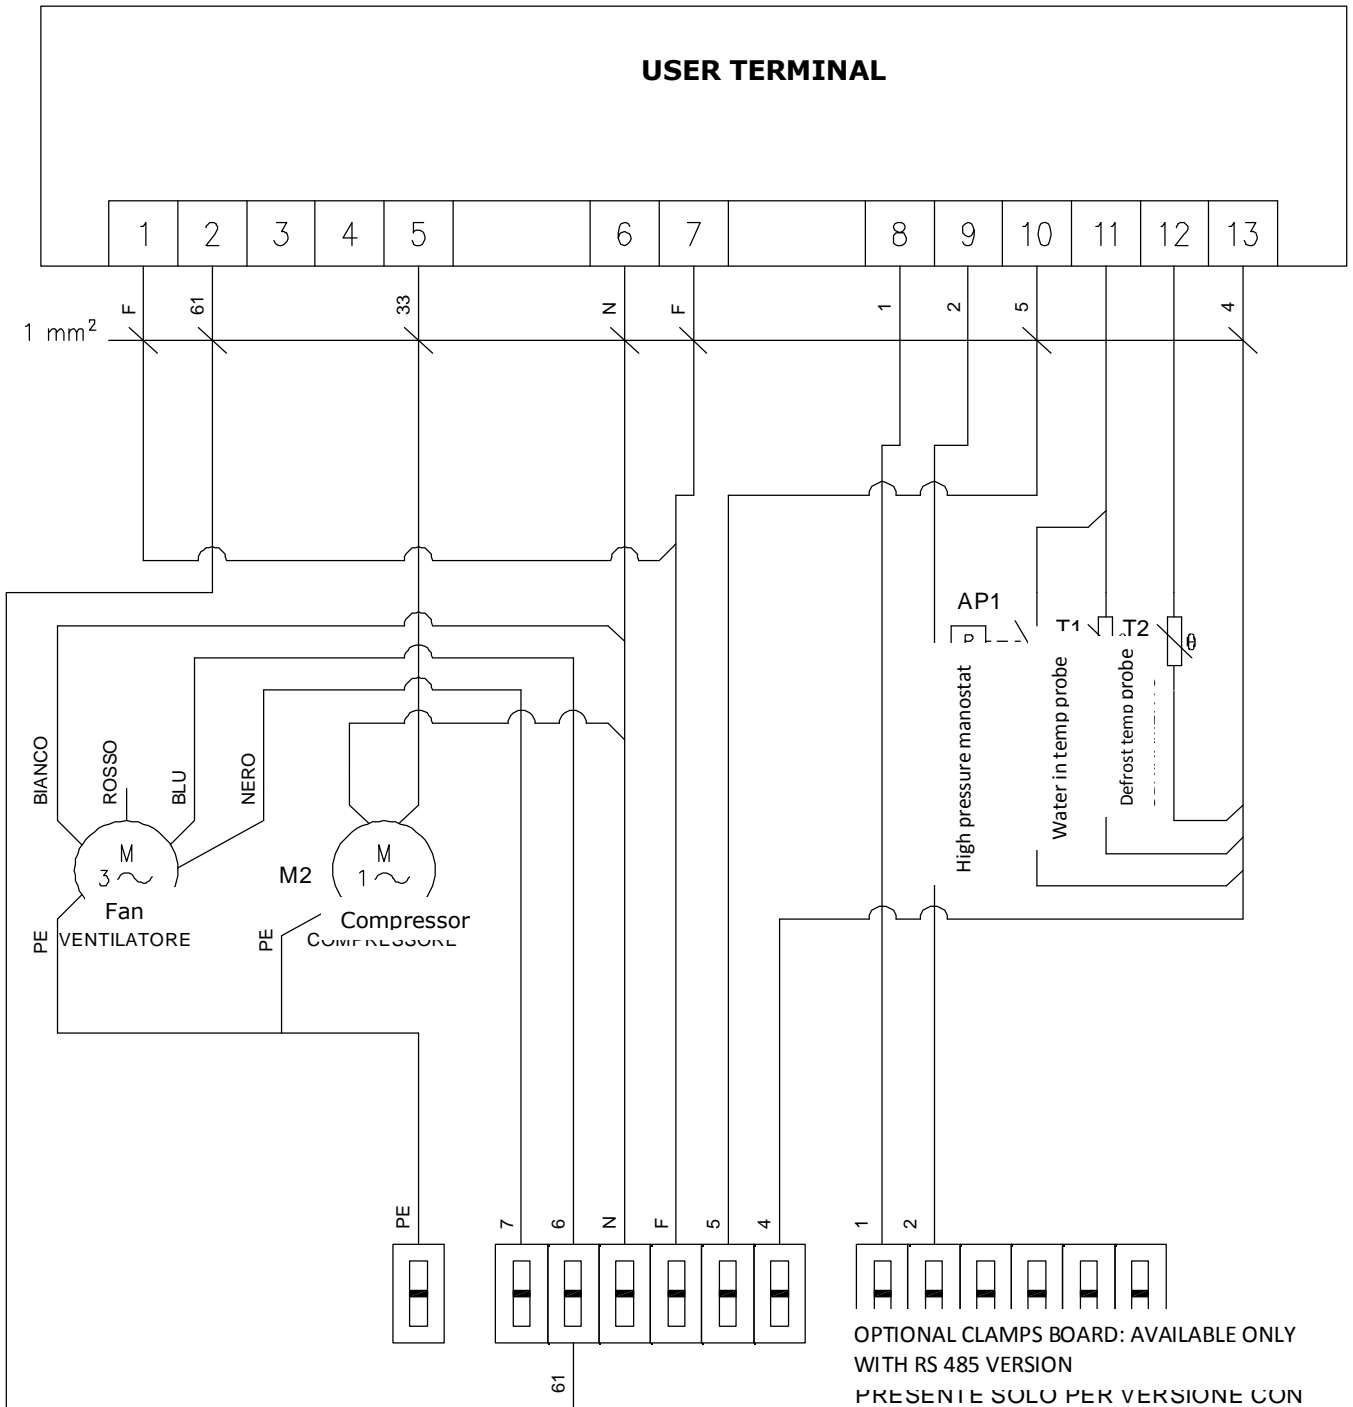 USER TERMINAL
1 2 3 4 5 6 7 8 9 10 11 12 13
F 61 33 N F 1 2 5 4
1 mm²
AP1
T1 T2 θ
P
High pressure manostat
Water in temp probe
Defrost temp probe
BIANCO
ROSSO
BLU
NERO
M
3
M2
M
1
Fan
VENTILATORE
Compressor
COMPRESSORE
PE
PE
PE 7 6 N F 5 4 1 2
61
OPTIONAL CLAMPS BOARD: AVAILABLE ONLY
WITH RS 485 VERSION
PRESENTE SOLO PER VERSIONE CON